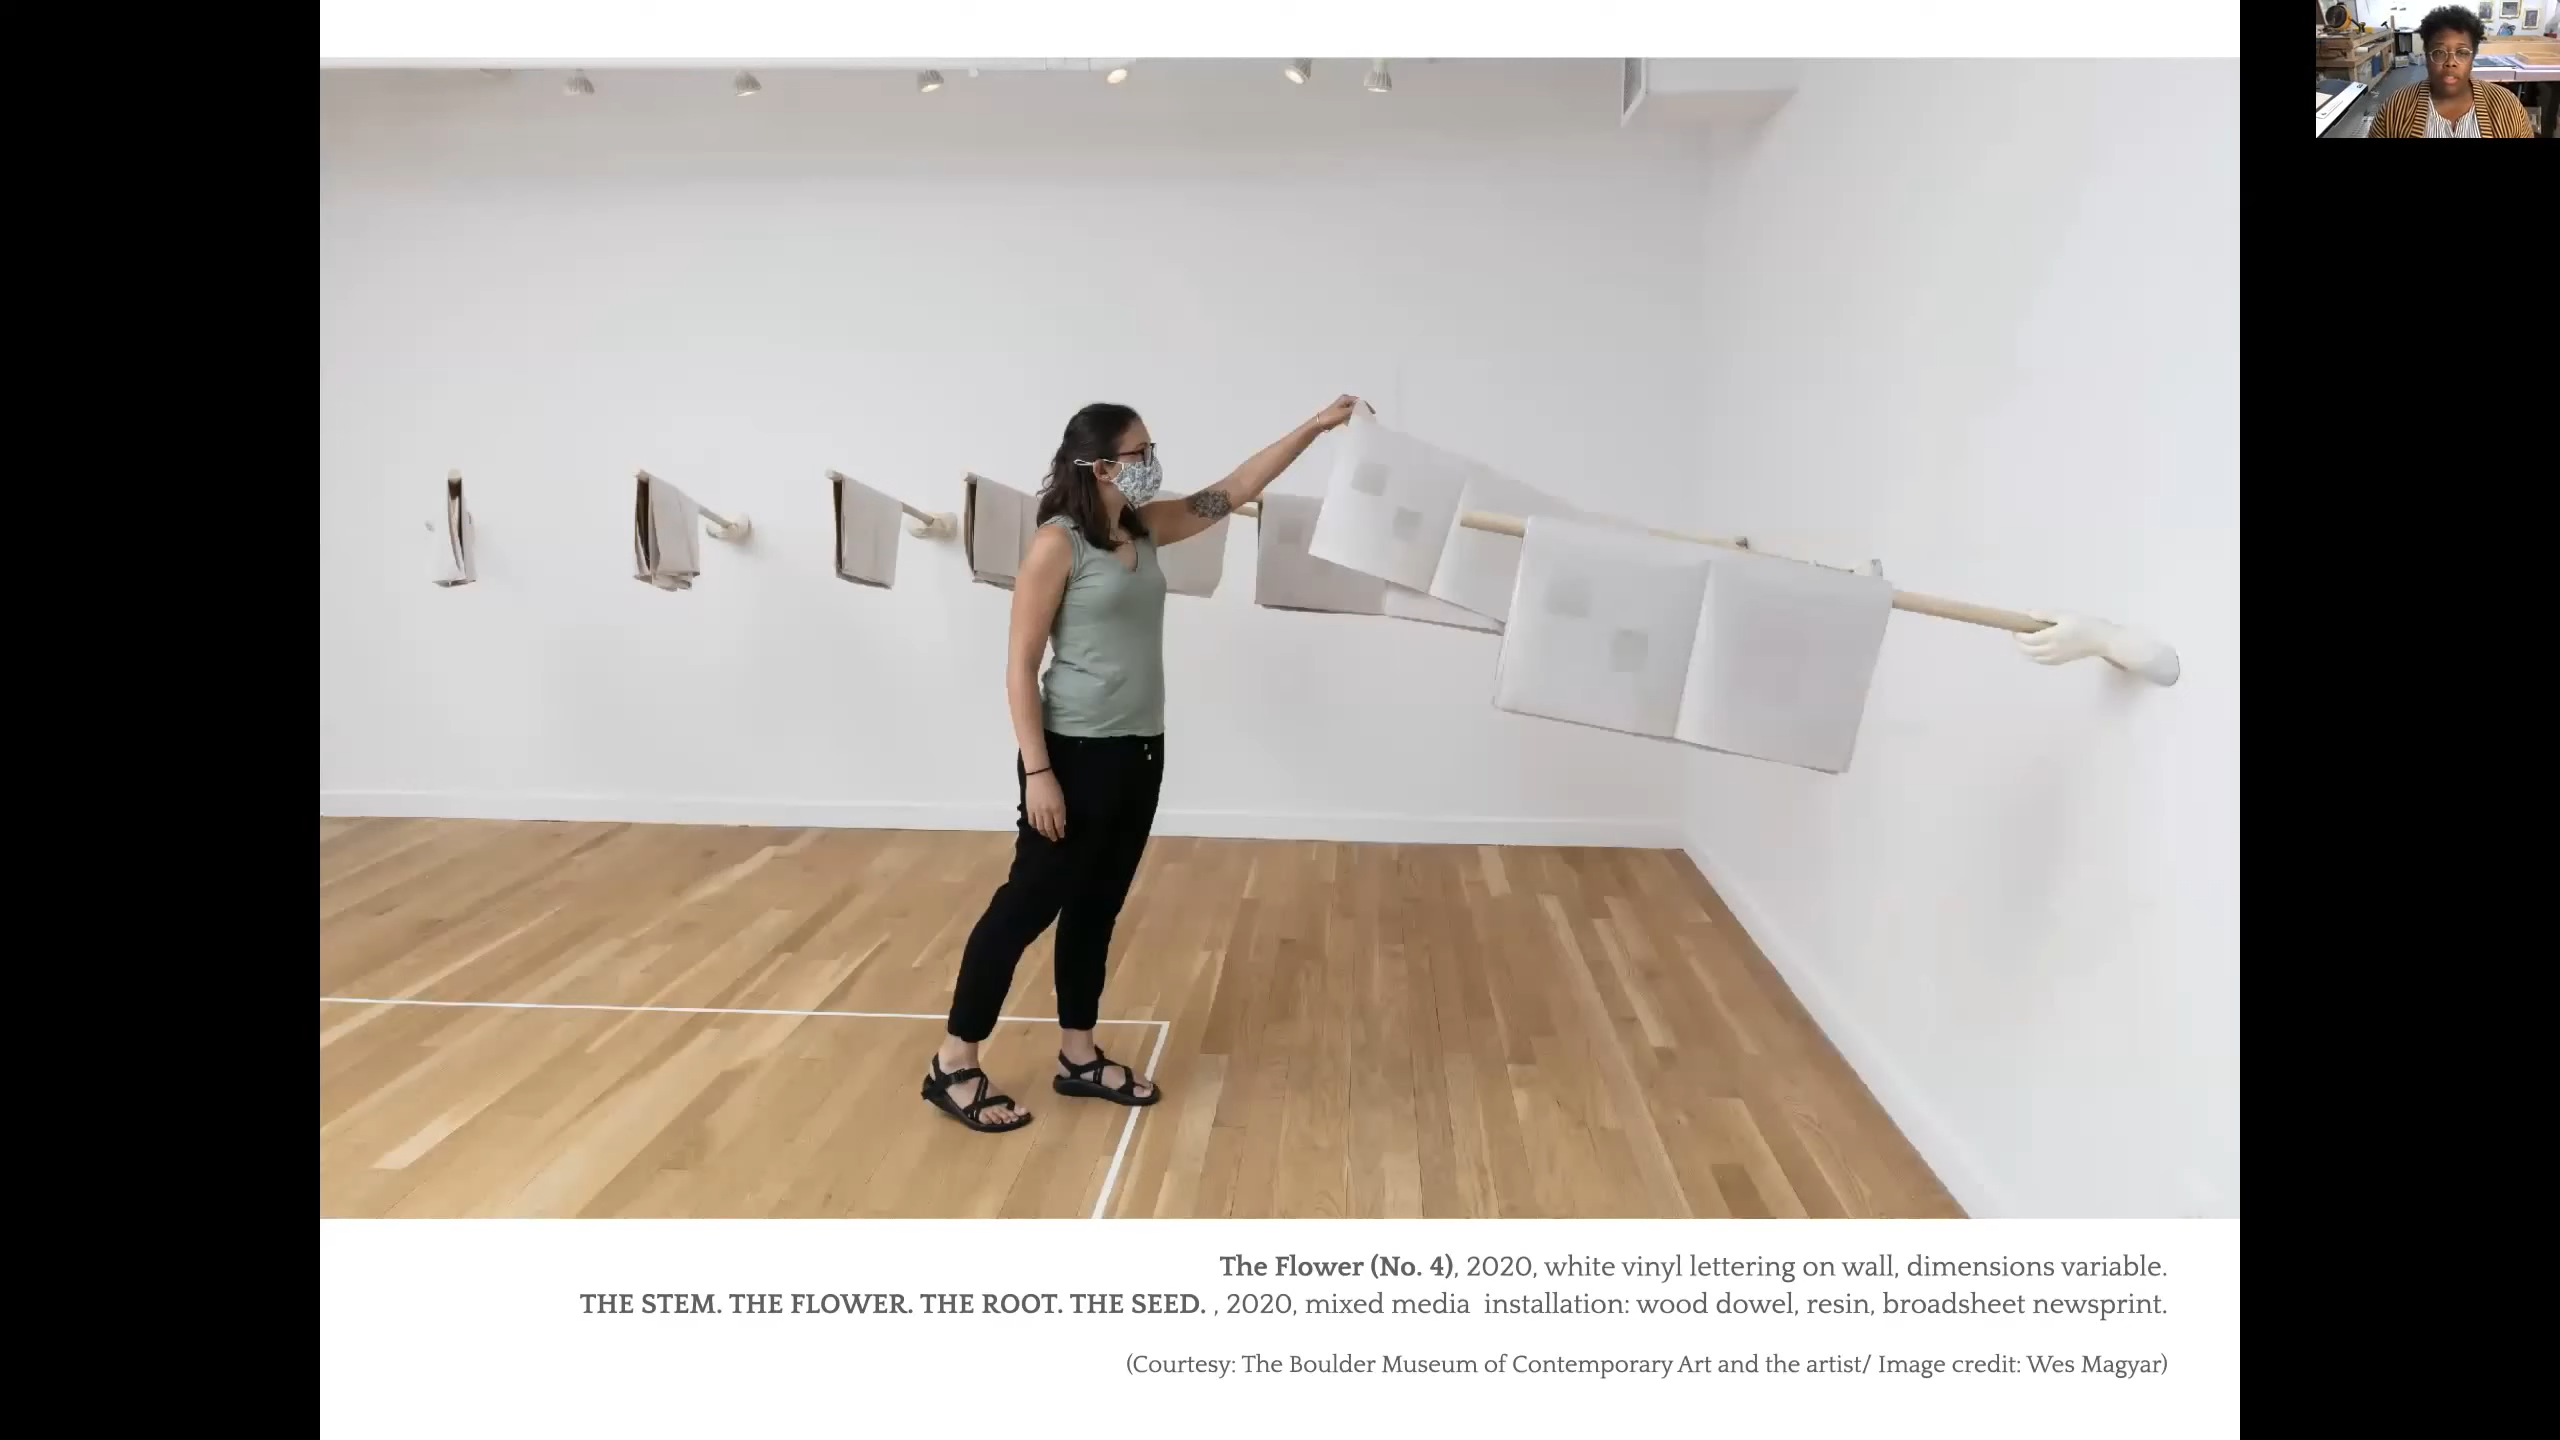 The Flower (No. 4), 2020, white vinyl lettering on wall, dimensions variable.
THE STEM. THE FLOWER. THE ROOT. THE SEED. , 2020, mixed media installation: wood dowel, resin, broadsheet newsprint.
(Courtesy: The Boulder Museum of Contemporary Art and the artist/ Image credit: Wes Magyar)